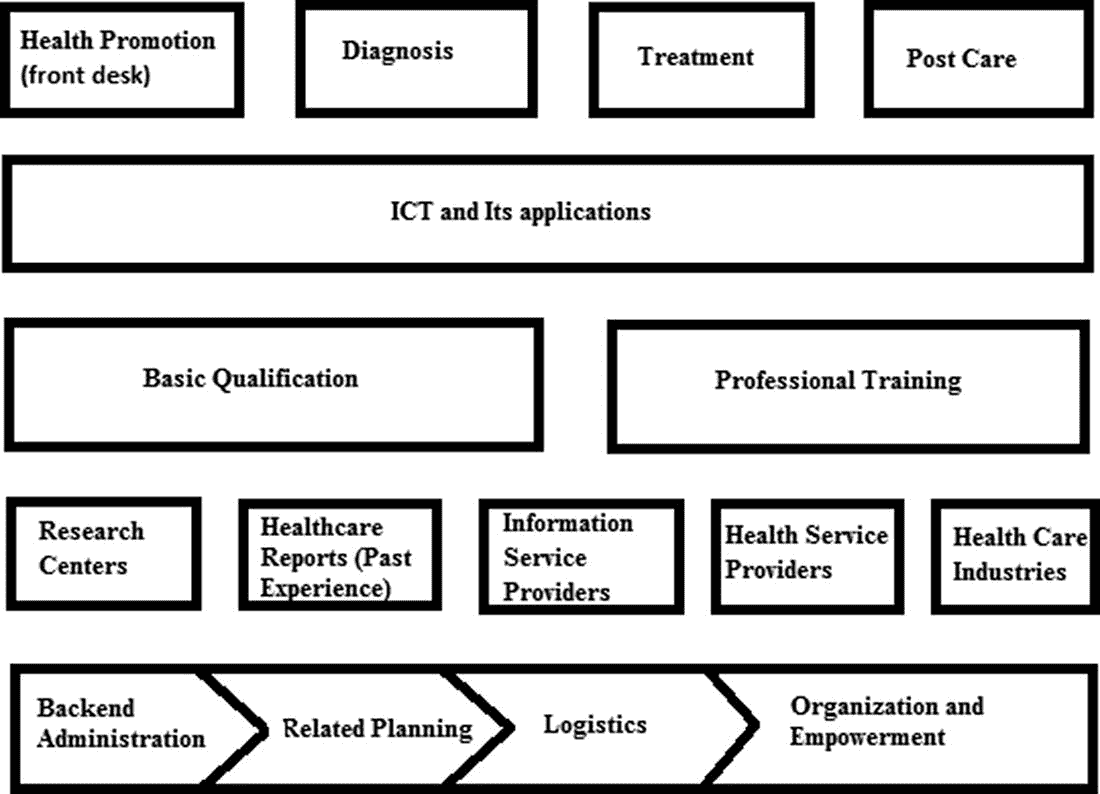 Health Promotion
(front desk)
Diagnosis
Treatment
Post Care
ICT and Its applications
Basic Qualification
Professional Training
Research
Centers
Healthcare
Reports (Past
Experience)
Information
Service
Providers
Health Service
Providers
Health Care
Industries
Backend
Administration
Related Planning
Logistics
Organization and
Empowerment